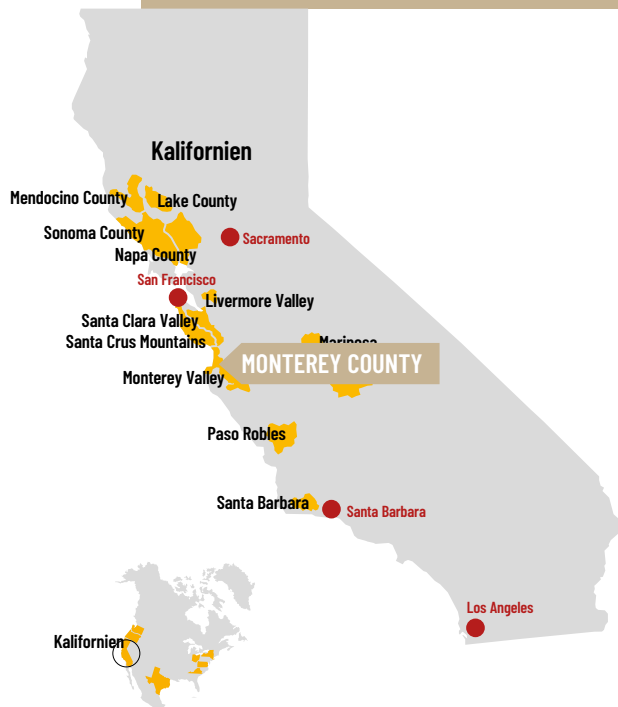 Kalifornien
Mendocino County
Lake County
Sonoma County
Sacramento
Napa County
San Francisco
Livermore Valley
Santa Clara Valley
Santa Crus Mountains
Mariposa
MONTEREY COUNTY
Monterey Valley
Paso Robles
Santa Barbara
Santa Barbara
Los Angeles
Kalifornien